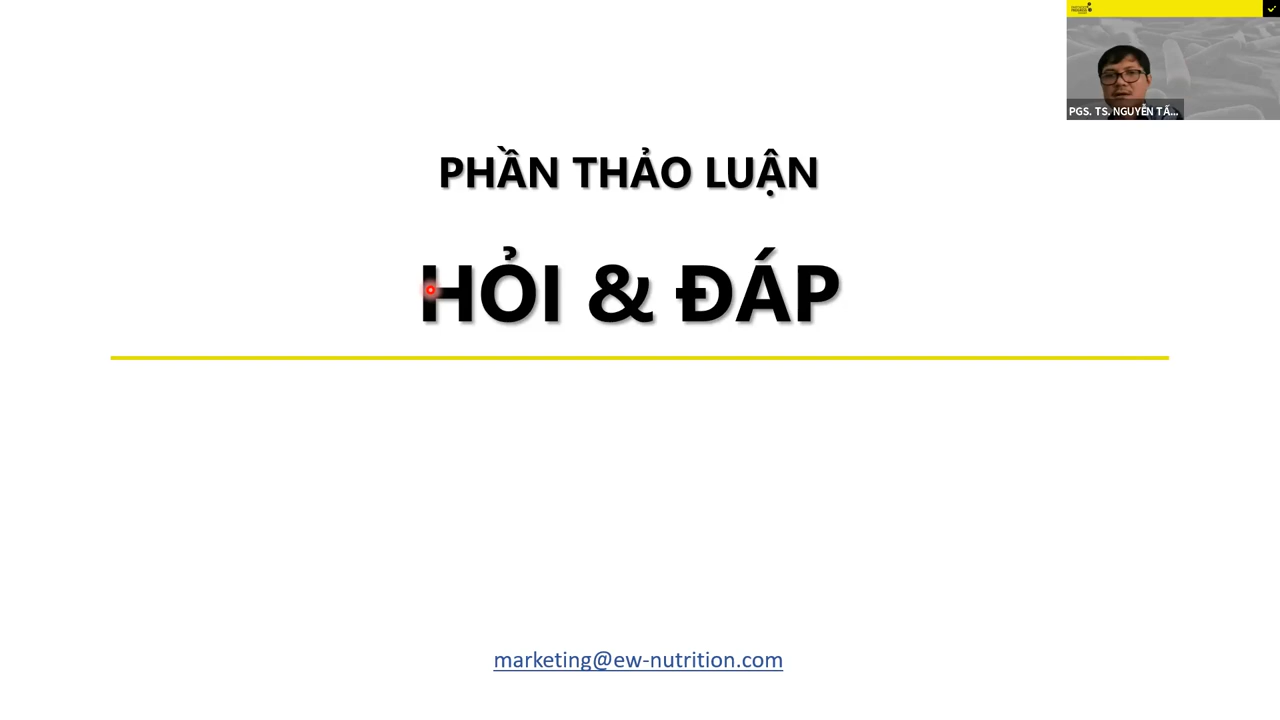 PGS. TS. NGUYỄN TẤ...
PHẦN THẢO LUẬN
HỎI & ĐÁP
marketing@ew-nutrition.com